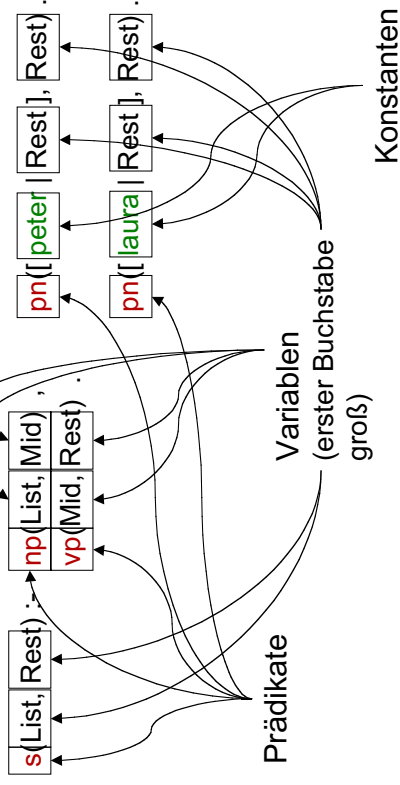 s(List, Rest) :- np(List, Mid) ,
vp(Mid, Rest) .
pn([ peter | Rest ], Rest) .
pn([ laura | Rest ], Rest) .
Prädikate
Variablen
(erster Buchstabe
groß)
Konstanten